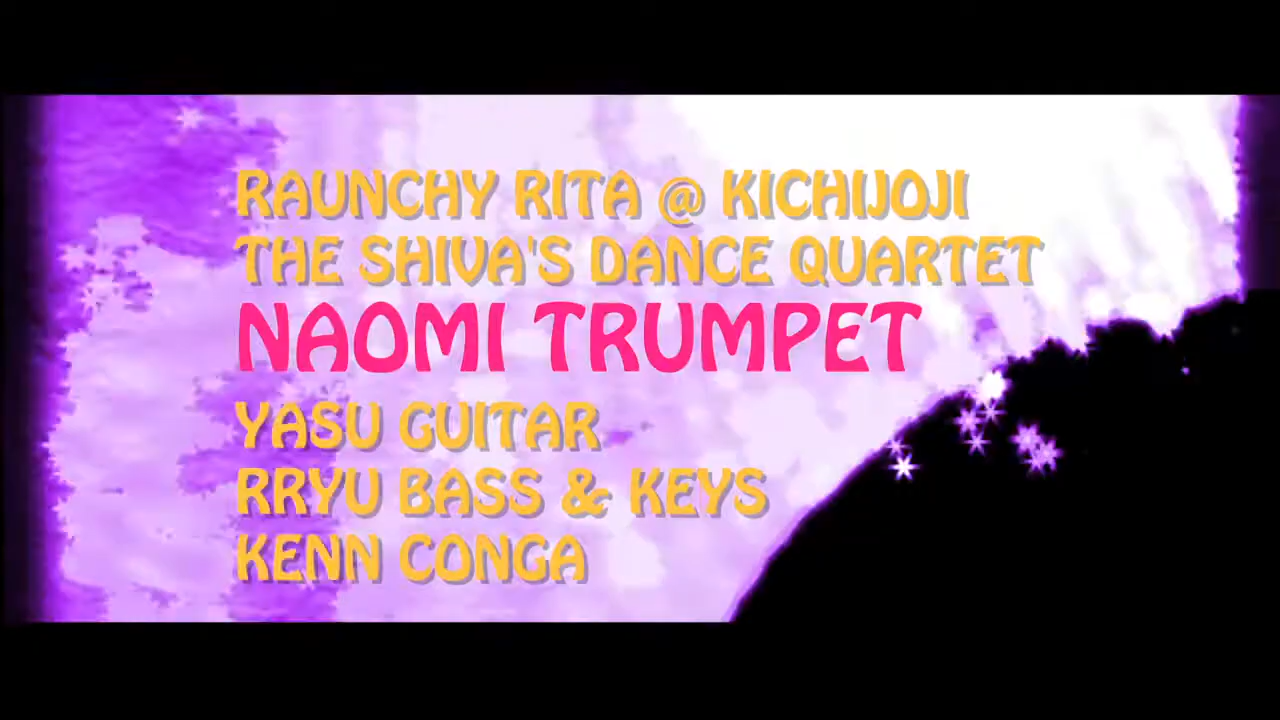 RAUNCHY RITA @ KICHIJOJI
THE SHIVA'S DANCE QUARTET
NAOMI TRUMPET
YASU GUITAR
RRYU BASS & KEYS
KENN CONGA